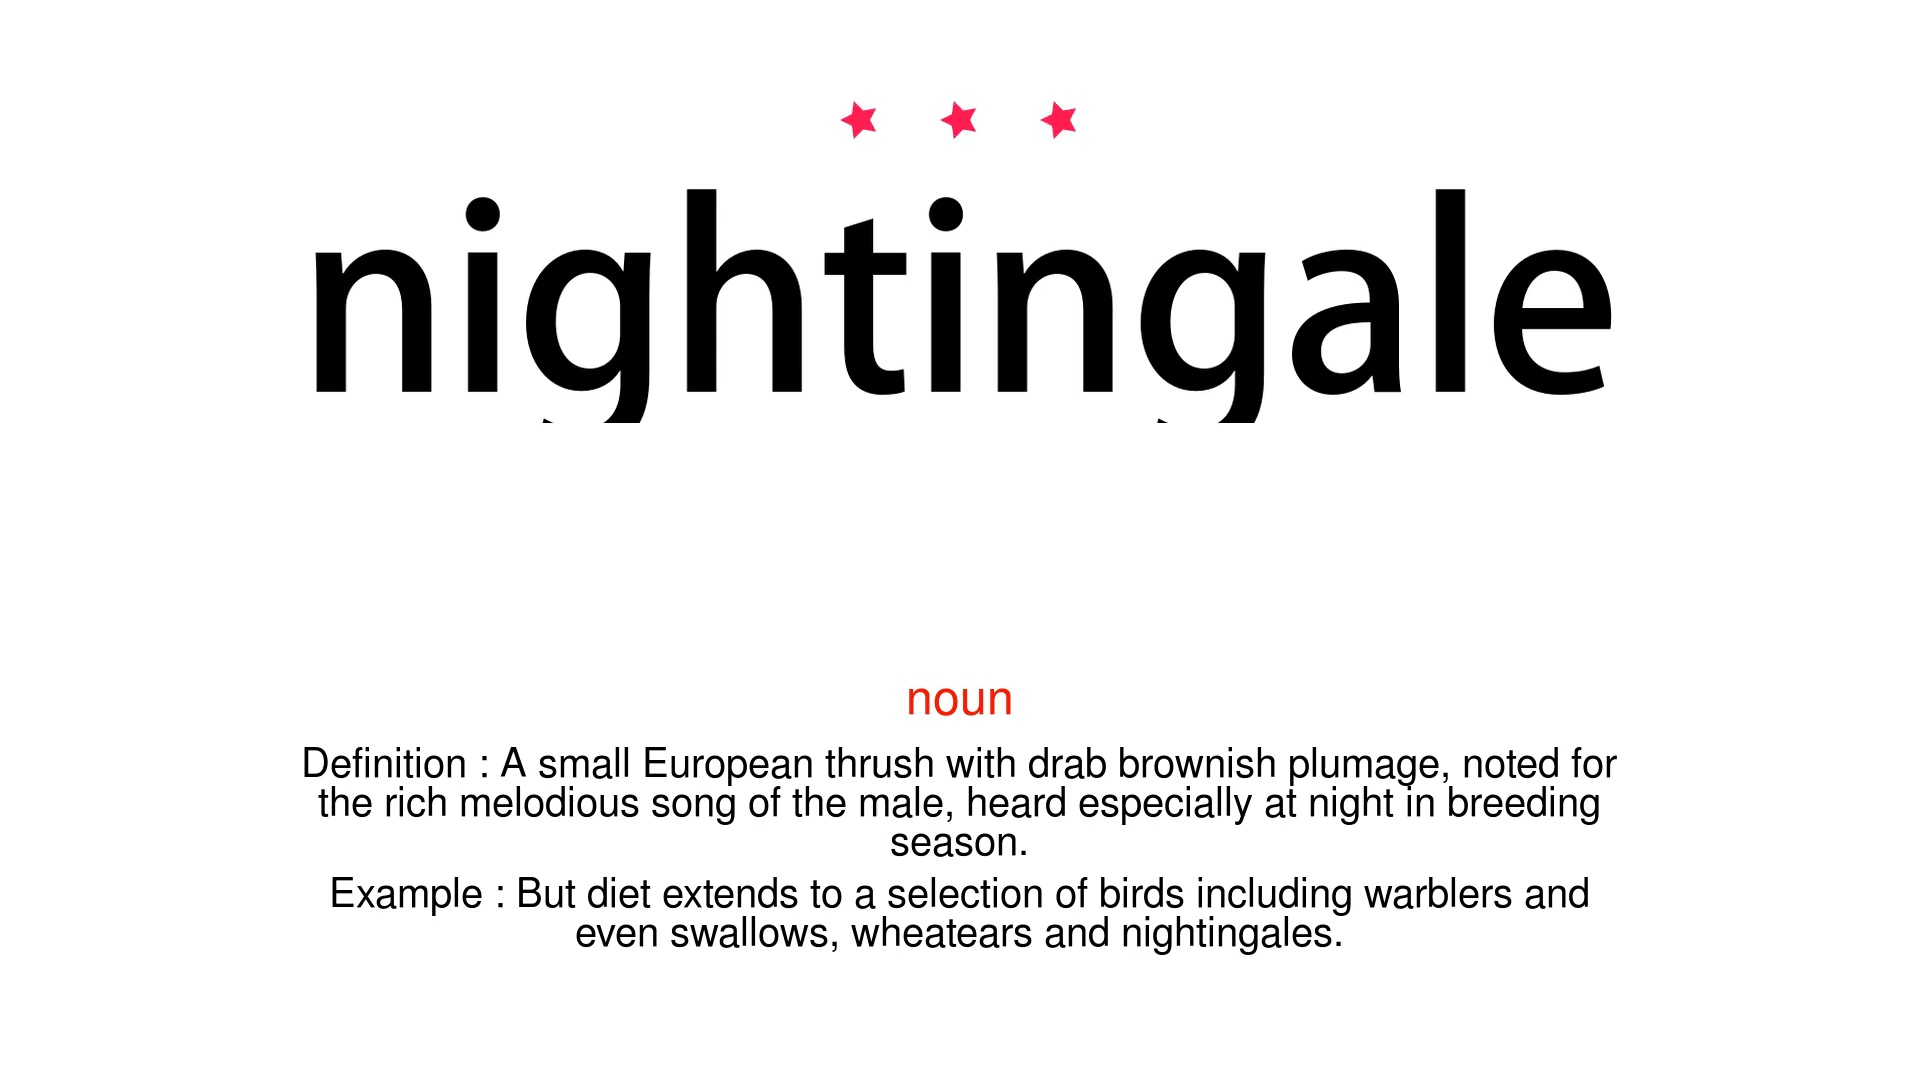 nightingale
noun
Definition : A small European thrush with drab brownish plumage, noted for
the rich melodious song of the male, heard especially at night in breeding
season.
Example : But diet extends to a selection of birds including warblers and
even swallows, wheatears and nightingales.